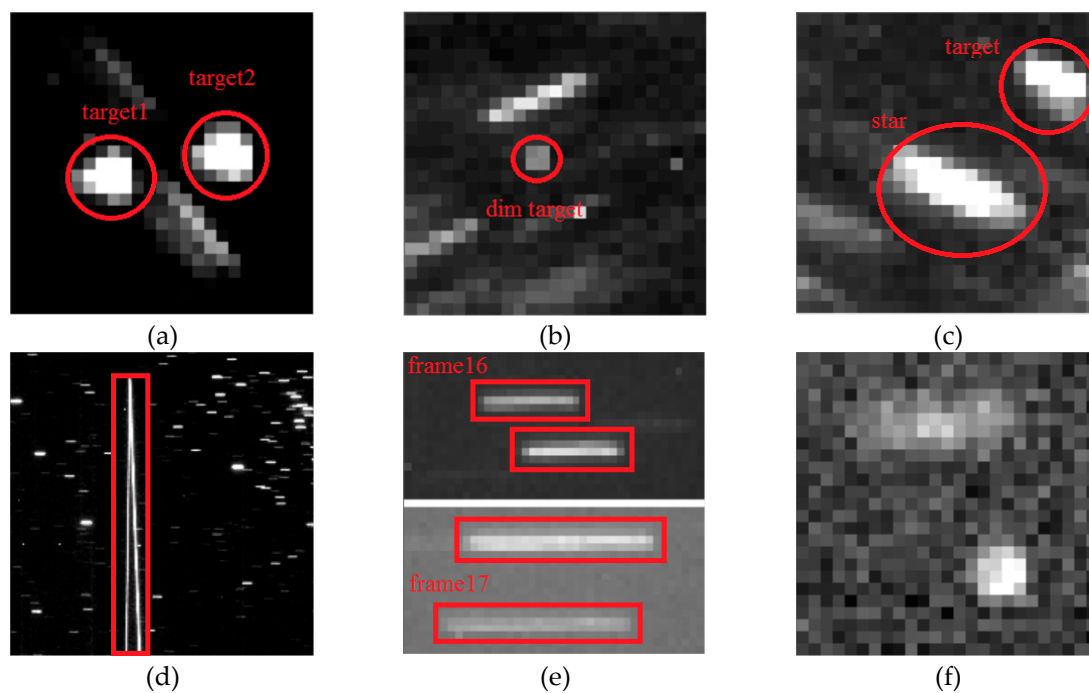 target1
target2
(a)
dim target
(b)
target
star
(c)
(d)
frame16
frame17
(e)
(f)